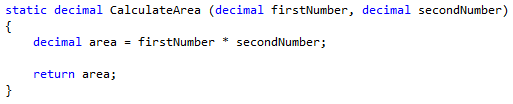 static decimal CalculateArea (decimal firstNumber, decimal secondNumber)
{
    decimal area = firstNumber * secondNumber;

    return area;
}